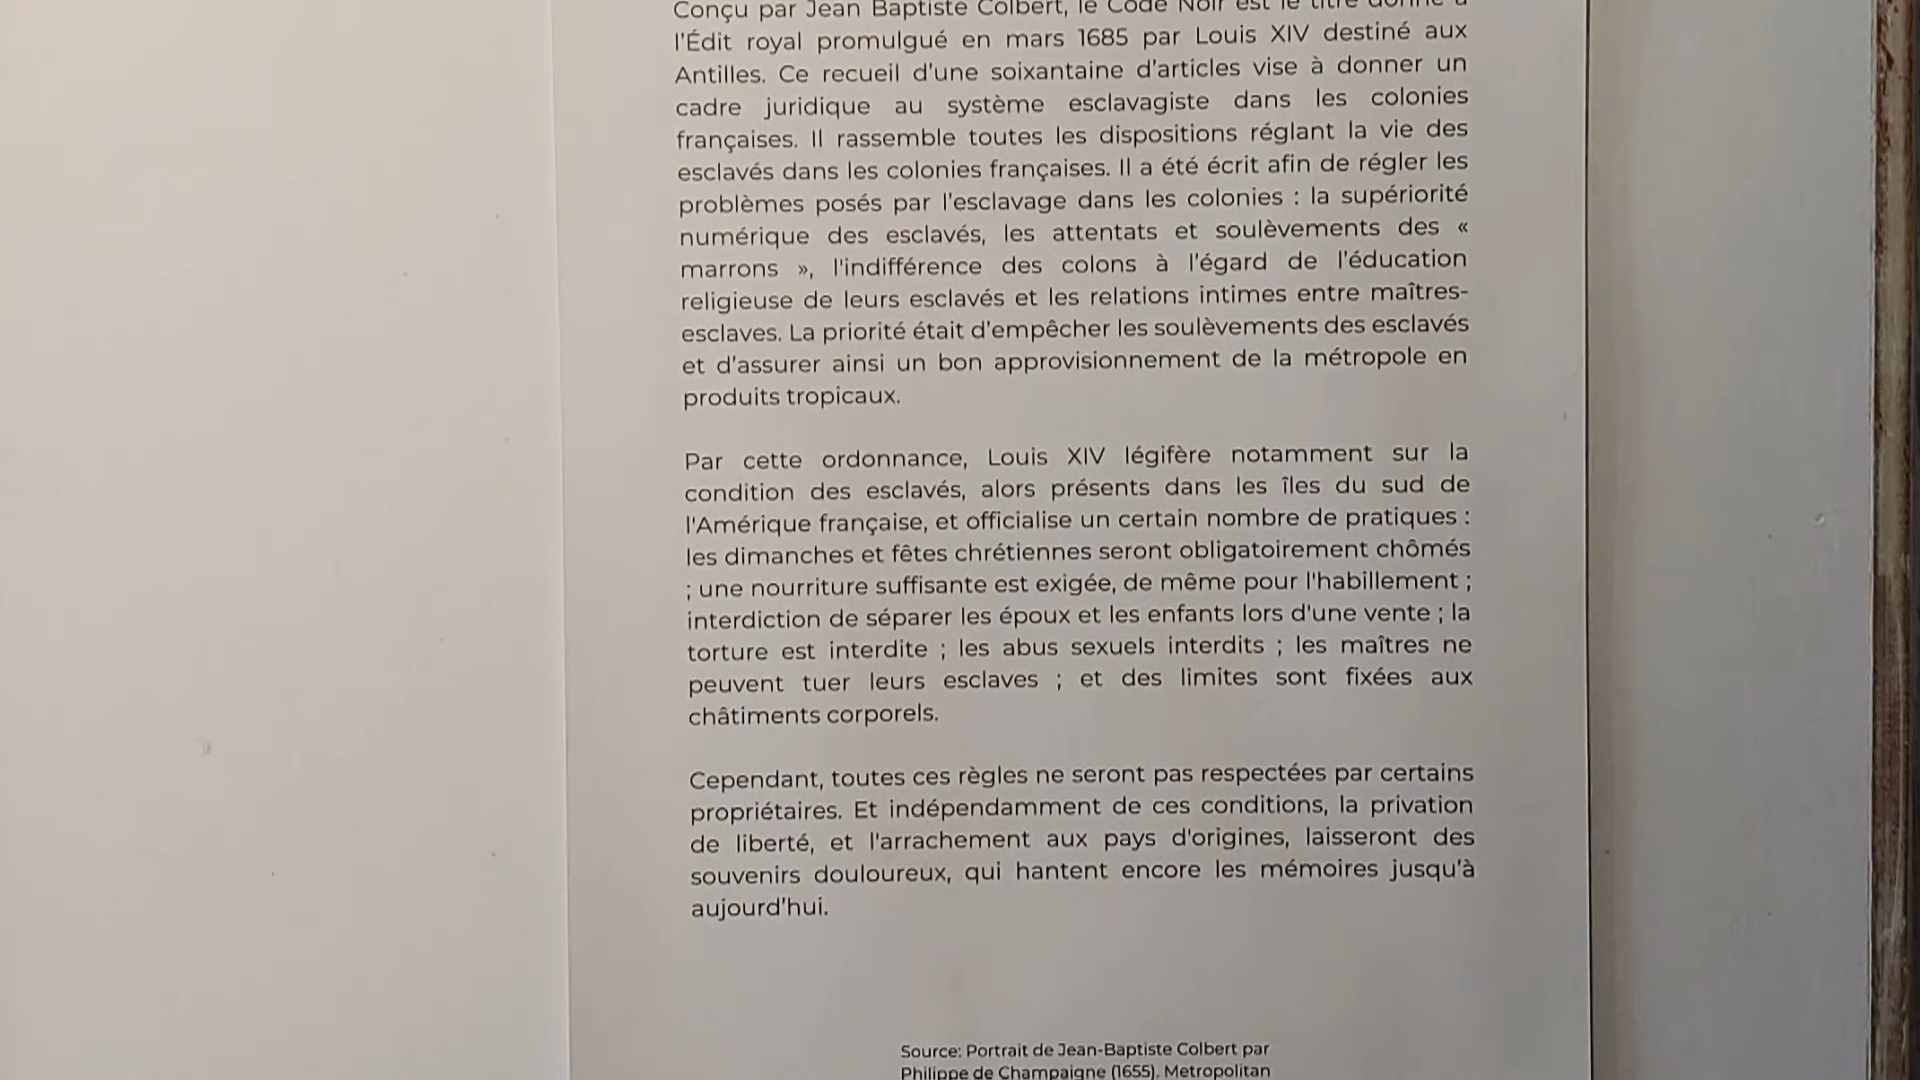 Conçu par Jean Baptiste Colbert, le Code Noir est le titre donné à
l'Édit royal promulgué en mars 1685 par Louis XIV destiné aux
Antilles. Ce recueil d'une soixantaine d'articles vise à donner un
cadre juridique au système esclavagiste dans les colonies
françaises. Il rassemble toutes les dispositions réglant la vie des
esclavés dans les colonies françaises. Il a été écrit afin de régler les
problèmes posés par l'esclavage dans les colonies : la supériorité
numérique des esclavés, les attentats et soulèvements des «
marrons », l'indifférence des colons à l'égard de l'éducation
religieuse de leurs esclavés et les relations intimes entre maîtres-
esclaves. La priorité était d'empêcher les soulèvements des esclavés
et d'assurer ainsi un bon approvisionnement de la métropole en
produits tropicaux.
Par cette ordonnance, Louis XIV légifère notamment sur la
condition des esclavés, alors présents dans les îles du sud de
l'Amérique française, et officialise un certain nombre de pratiques :
les dimanches et fêtes chrétiennes seront obligatoirement chômés
; une nourriture suffisante est exigée, de même pour l'habillement ;
interdiction de séparer les époux et les enfants lors d'une vente ; la
torture est interdite ; les abus sexuels interdits ; les maîtres ne
peuvent tuer leurs esclaves ; et des limites sont fixées aux
châtiments corporels.
Cependant, toutes ces règles ne seront pas respectées par certains
propriétaires. Et indépendamment de ces conditions, la privation
de liberté, et l'arrachement aux pays d'origines, laisseront des
souvenirs douloureux, qui hantent encore les mémoires jusqu'à
aujourd'hui.
Source: Portrait de Jean-Baptiste Colbert par
Philippe de Champaigne (1655). Metropolitan